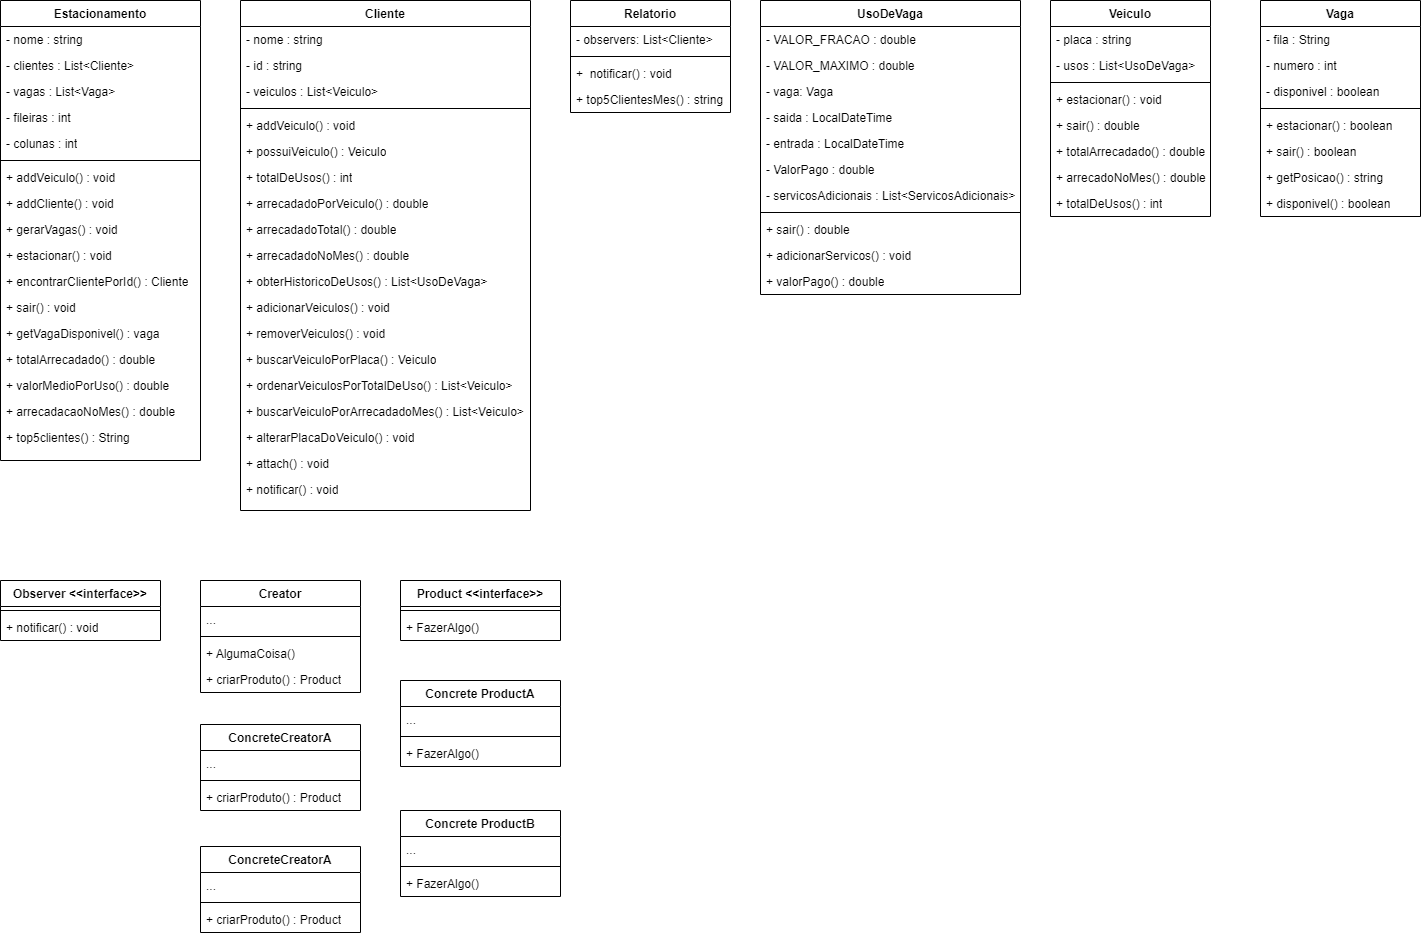 Estacionamento
- nome : string
- clientes : List<Cliente>
- vagas : List<Vaga>
- fileiras : int
- colunas : int
+ addVeiculo() : void
+ addCliente() : void
+ gerarVagas() : void
+ estacionar() : void
+ encontrarClientePorId() : Cliente
+ sair() : void
+ getVagaDisponivel() : vaga
+ totalArrecadado() : double
+ valorMedioPorUso() : double
+ arrecadacaoNoMes() : double
+ top5clientes() : String
Cliente
- nome : string
- id : string
- veiculos : List<Veiculo>
+ addVeiculo() : void
+ possuiVeiculo() : Veiculo
+ totalDeUsos() : int
+ arrecadadoPorVeiculo() : double
+ arrecadadoTotal() : double
+ arrecadadoNoMes() : double
+ obterHistoricoDeUsos() : List<UsoDeVaga>
+ adicionarVeiculos() : void
+ removerVeiculos() : void
+ buscarVeiculoPorPlaca() : Veiculo
+ ordenarVeiculosPorTotalDeUso() : List<Veiculo>
+ buscarVeiculoPorArrecadadoMes() : List<Veiculo>
+ alterarPlacaDoVeiculo() : void
+ attach() : void
+ notificar() : void
Relatorio
- observers: List<Cliente>
+ notificar() : void
+ top5ClientesMes() : string
UsoDeVaga
- VALOR_FRACAO : double
- VALOR_MAXIMO : double
- vaga: Vaga
- saida : LocalDateTime
- entrada : LocalDateTime
- ValorPago : double
- servicosAdicionais : List<ServicosAdicionais>
+ sair() : double
+ adicionarServicos() : void
+ valorPago() : double
Veiculo
- placa : string
- usos : List<UsoDeVaga>
+ estacionar() : void
+ sair() : double
+ totalArrecadado() : double
+ arrecadoNoMes() : double
+ totalDeUsos() : int
Vaga
- fila : String
- numero : int
- disponivel : boolean
+ estacionar() : boolean
+ sair() : boolean
+ getPosicao() : string
+ disponivel() : boolean
Observer <<interface>>
+ notificar() : void
Creator
...
+ AlgumaCoisa()
+ criarProduto() : Product
ConcreteCreatorA
...
+ criarProduto() : Product
ConcreteCreatorA
...
+ criarProduto() : Product
Product <<interface>>
+ FazerAlgo()
Concrete ProductA
...
+ FazerAlgo()
Concrete ProductB
...
+ FazerAlgo()